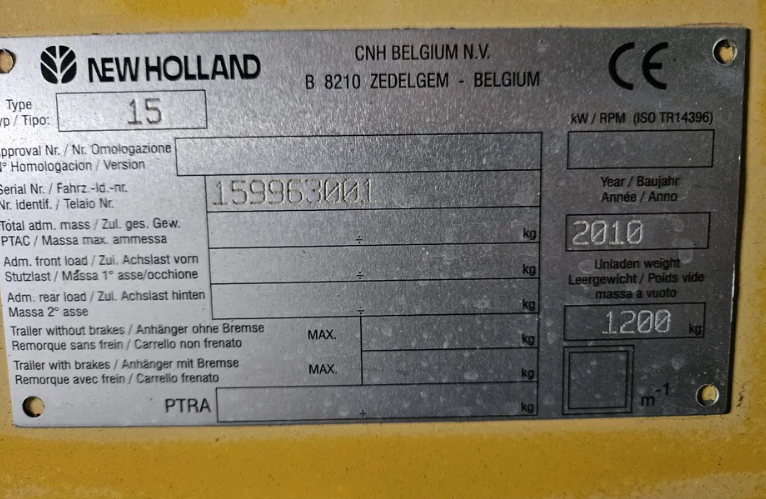 NEW HOLLAND
CNH BELGIUM N.V.
B 8210 ZEDELGEM - BELGIUM
CE
Type
yp / Tipo:
15
kW / RPM (ISO TR14396)
Approval Nr. / Nr. Omologazione
N° Homologacion / Version
Serial Nr. / Fahrz.-Id.-nr.
Nr. identif. / Telaio Nr.
159963001
Year / Baujahr
Année / Anno
2010
Total adm. mass / Zul. ges. Gew.
PTAC / Massa max. ammessa
÷ kg
Adm. front load / Zul. Achslast vorn
Stutzlast / Massa 1° asse/occhione
÷ kg
Unladen weight
Leergewicht / Poids vide
massa a vuoto
1200 kg
Adm. rear load / Zul. Achslast hinten
Massa 2° asse
÷ kg
Trailer without brakes / Anhänger ohne Bremse
Remorque sans frein / Carrello non frenato
MAX.
kg
Trailer with brakes / Anhänger mit Bremse
Remorque avec frein / Carrello frenato
MAX.
kg
PTRA
÷ kg
m-1